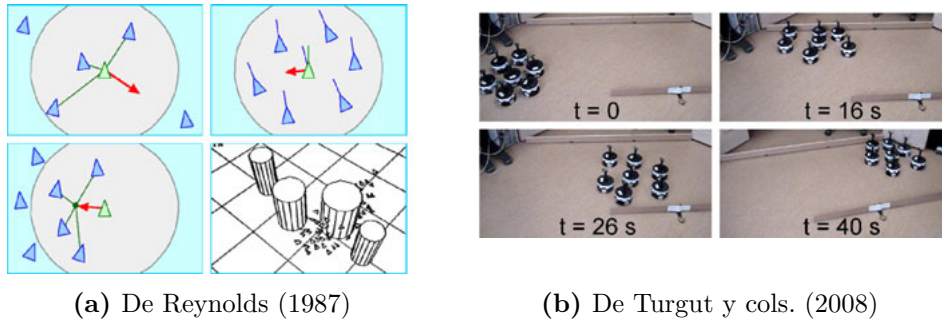 t = 0
t = 16 s
t = 26 s
t = 40 s
(a) De Reynolds (1987)
(b) De Turgut y cols. (2008)